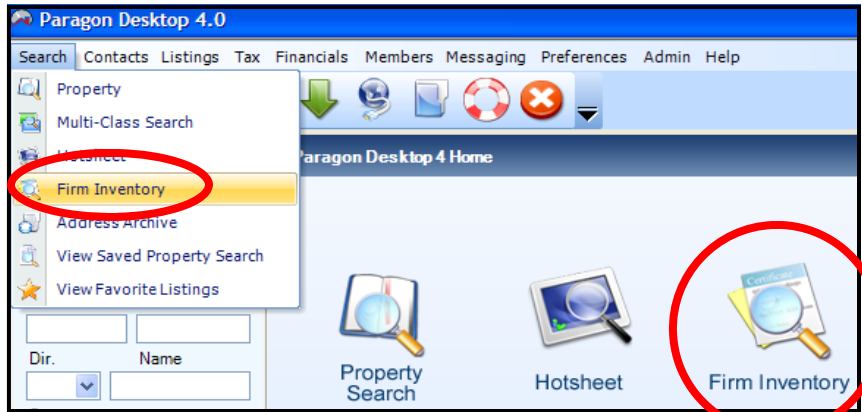 Paragon Desktop 4.0
Search Contacts Listings Tax Financials Members Messaging Preferences Admin Help
Property
Multi-Class Search
Hotsheet
Firm Inventory
Address Archive
View Saved Property Search
View Favorite Listings
Paragon Desktop 4 Home
Dir. Name
Certificate
Property
Search
Hotsheet
Firm Inventory